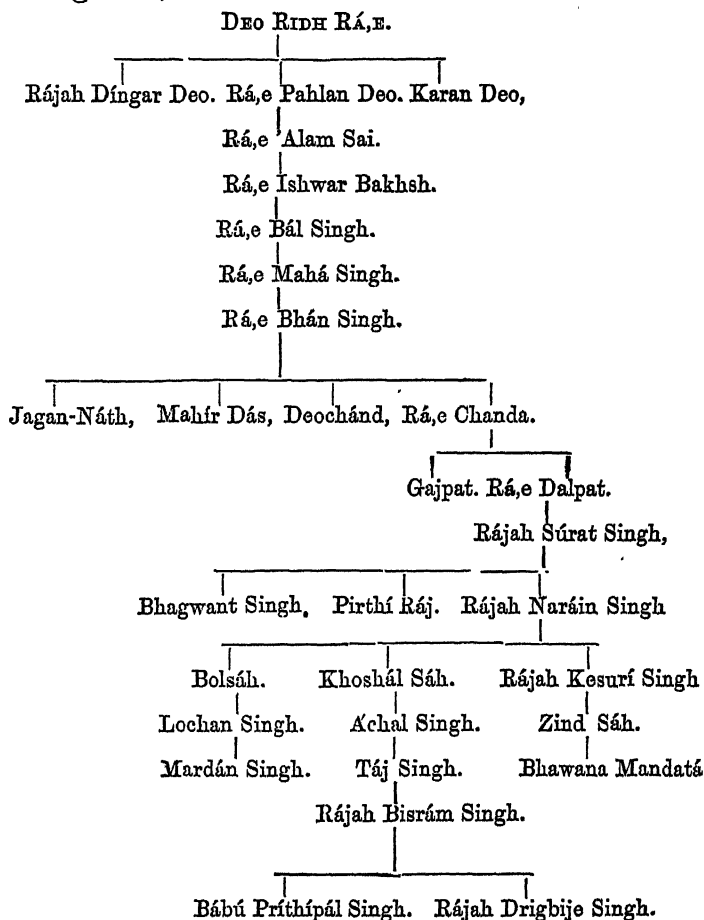 DEO RIDH RÁ,E.
Rájah Díngar Deo. Rá,e Pahlan Deo. Karan Deo,
Rá,e 'Alam Sai.
Rá,e Ishwar Bakhsh.
Rá,e Bál Singh.
Rá,e Mahá Singh.
Rá,e Bhán Singh.
Jagan-Náth, Mahír Dás, Deochánd, Rá,e Chanda.
Gajpat. Rá,e Dalpat.
Rájah Súrat Singh,
Bhagwant Singh. Pirthí Ráj. Rájah Naráin Singh
Bolsáh. Khoshál Sáh. Rájah Kesurí Singh
Lochan Singh. Áchal Singh. Zind Sáh.
Mardán Singh. Táj Singh. Bhawana Mandatá
Rájah Bisrám Singh.
Bábú Príthípál Singh. Rájah Drigbije Singh.